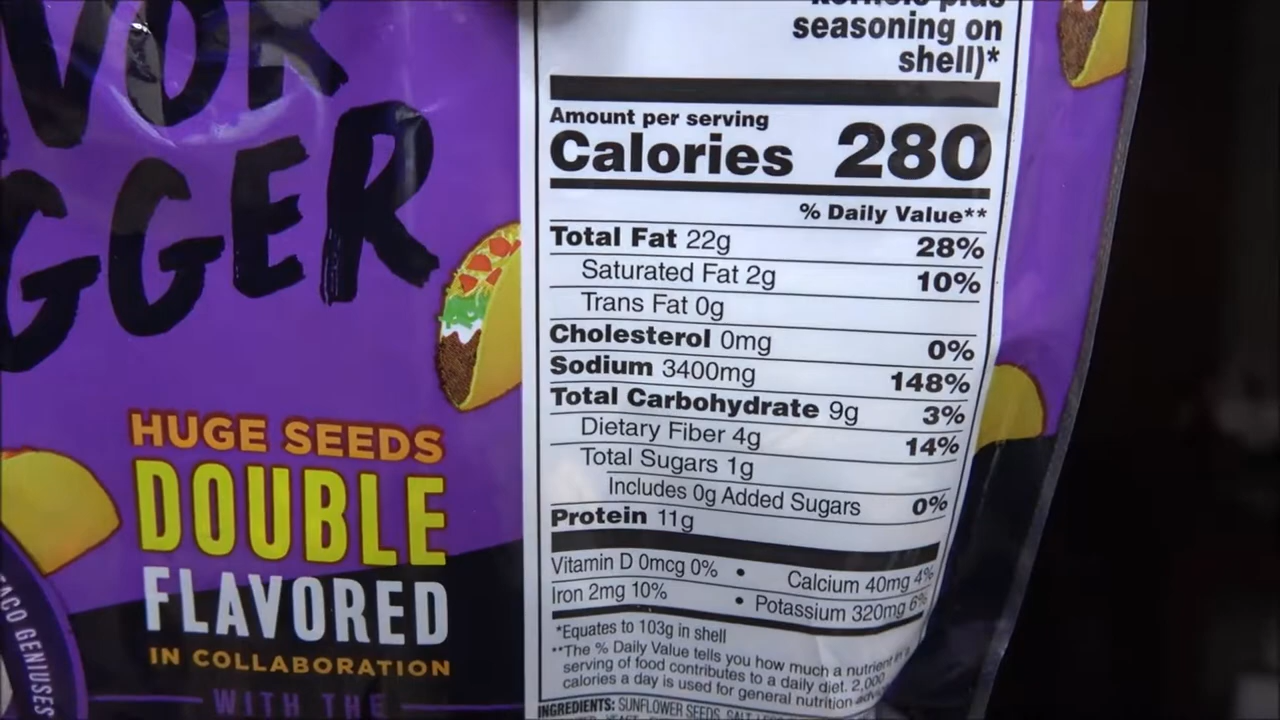 seasoning on
shell)*
Amount per serving
Calories 280
% Daily Value**
Total Fat 22g 28%
Saturated Fat 2g 10%
Trans Fat 0g
Cholesterol 0mg 0%
Sodium 3400mg 148%
Total Carbohydrate 9g 3%
Dietary Fiber 4g 14%
Total Sugars 1g
Includes 0g Added Sugars 0%
Protein 11g
Vitamin D 0mcg 0% • Calcium 40mg 4%
Iron 2mg 10% • Potassium 320mg 6%
*Equates to 103g in shell
**The % Daily Value tells you how much a nutrient in a
serving of food contributes to a daily diet. 2,000
calories a day is used for general nutrition
INGREDIENTS: SUNFLOWER SEEDS, SALT
HUGE SEEDS
DOUBLE
FLAVORED
IN COLLABORATION
WITH THE
TACO GENIUSES